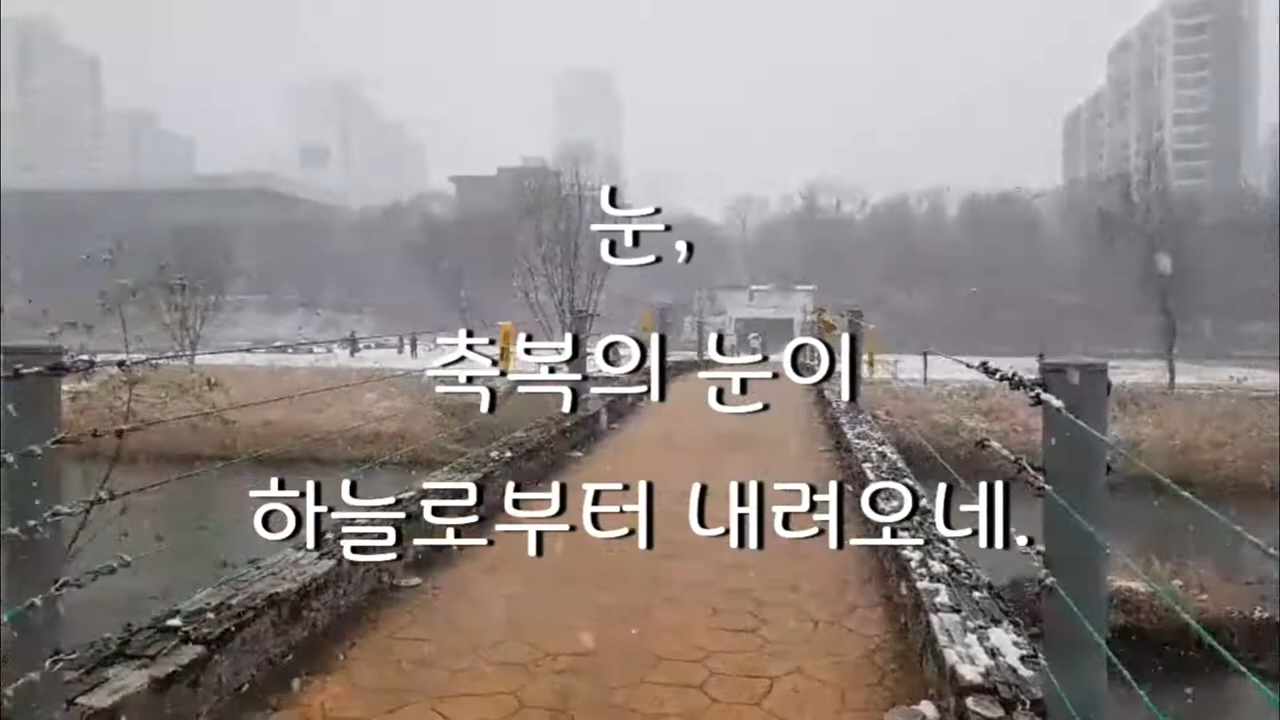 눈,
축복의 눈이
하늘로부터 내려오네.